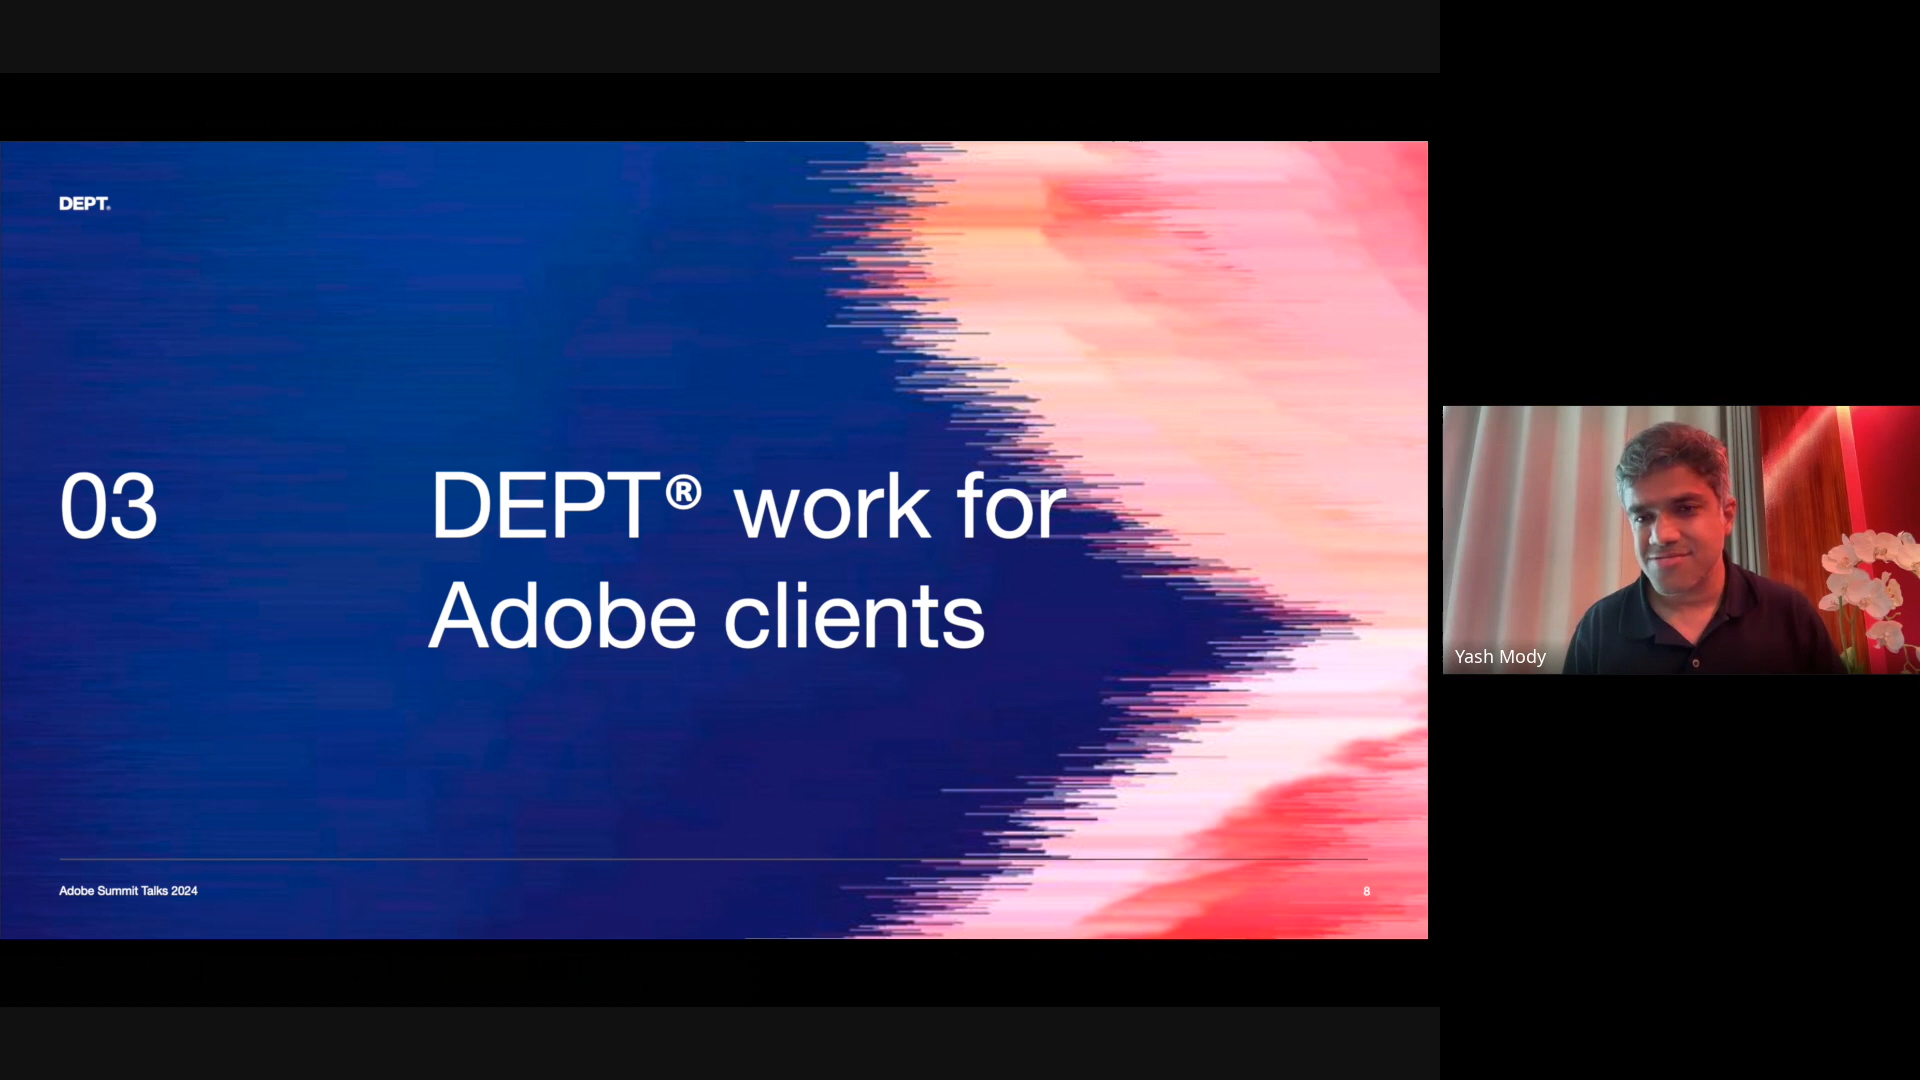 DEPT®
03
DEPT® work for
Adobe clients
Adobe Summit Talks 2024
8
Yash Mody